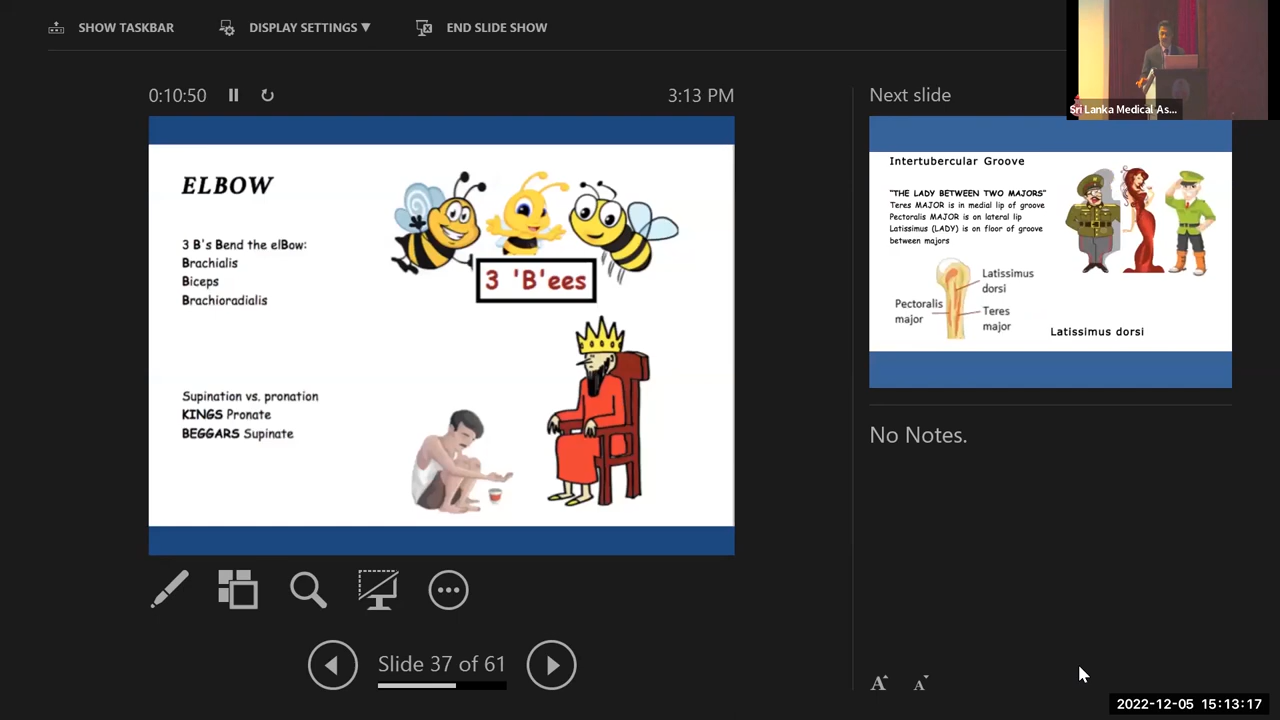 SHOW TASKBAR
DISPLAY SETTINGS ▼
END SLIDE SHOW
0:10:50
3:13 PM
ELBOW
3 B's Bend the elBow:
Brachialis
Biceps
Brachioradialis
3 'B'ees
Supination vs. pronation
KINGS Pronate
BEGGARS Supinate
Slide 37 of 61
Next slide
Sri Lanka Medical As...
Intertubercular Groove
"THE LADY BETWEEN TWO MAJORS"
Teres MAJOR is in medial lip of groove
Pectoralis MAJOR is on lateral lip
Latissimus (LADY) is on floor of groove
between majors
Latissimus
dorsi
Pectoralis
major
Teres
major
Latissimus dorsi
No Notes.
A A
2022-12-05 15:13:17